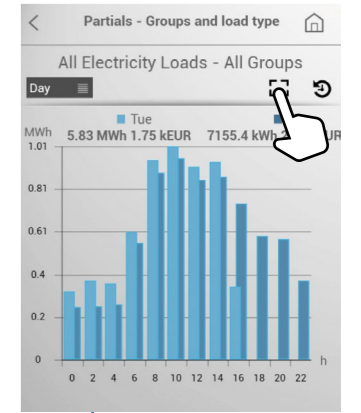 Partials - Groups and load type
All Electricity Loads - All Groups
Day
Tue
MWh 5.83 MWh 1.75 kEUR 7155.4 kWh UR
1.01
0.81
0.61
0.4
0.2
0
h
0 2 4 6 8 10 12 14 16 18 20 22